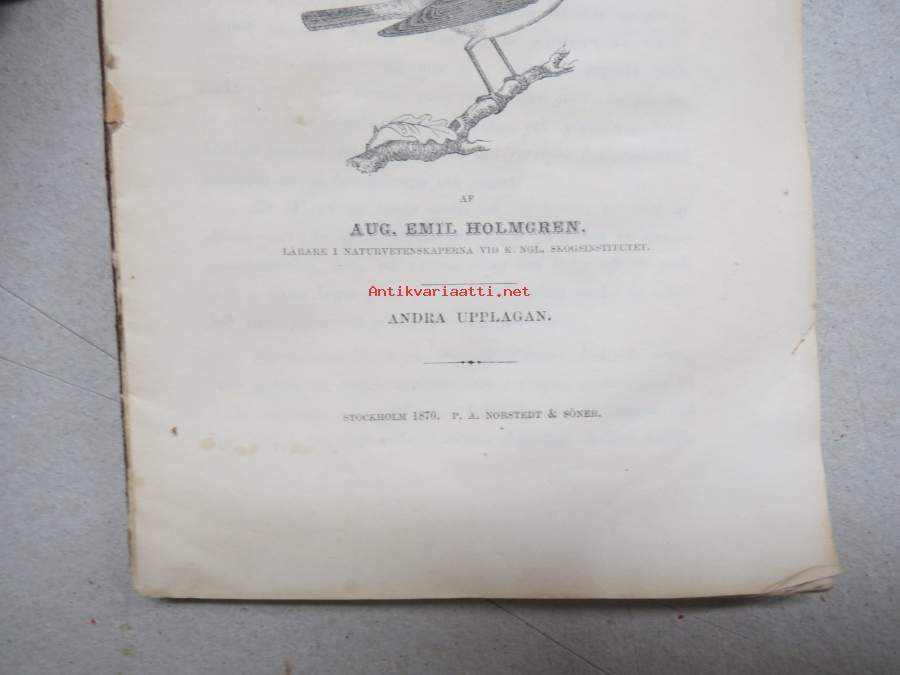 AF
AUG. EMIL HOLMGREN,
LÄRARE I NATURVETENSKAPERNA VID K. NGL. SKOGSINSTITUTET.
Antikvariaatti.net
ANDRA UPPLAGAN.
STOCKHOLM 1870. P. A. NORSTEDT & SÖNER.